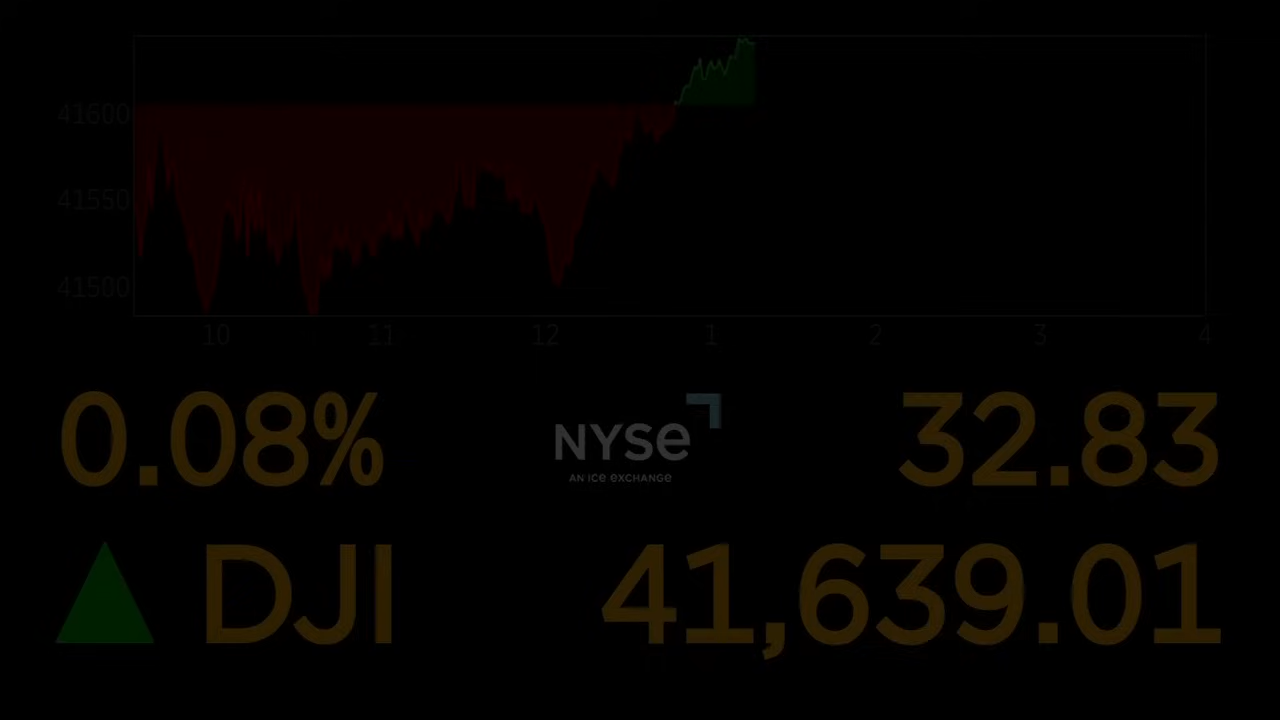 41600
41550
41500
10 11 12 1 2 3 4
0.08% NYSE 32.83
AN ICE EXCHANGE
DJI 41,639.01